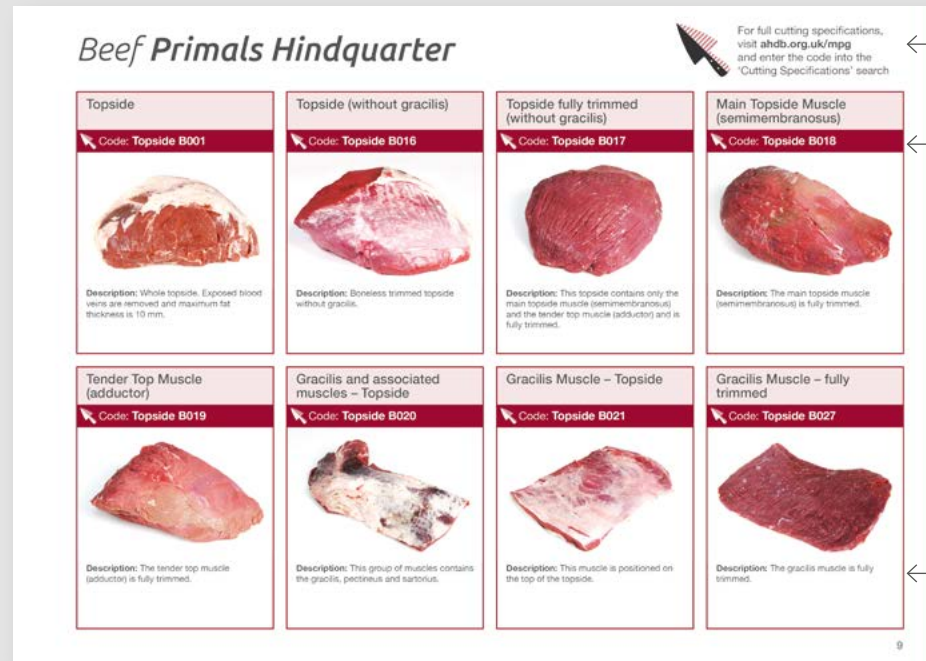 Beef Primals Hindquarter
For full cutting specifications,
visit ahdb.org.uk/mpg
and enter the code into the
'Cutting Specifications' search
Topside
Code: Topside B001
Description: Whole topside. Exposed blood
veins are removed and maximum fat
thickness is 10 mm.
Topside (without gracilis)
Code: Topside B016
Description: Boneless trimmed topside
without gracilis.
Topside fully trimmed
(without gracilis)
Code: Topside B017
Description: This topside contains only the
main topside muscle (semimembranosus)
and the tender top muscle (adductor) and is
fully trimmed.
Main Topside Muscle
(semimembranosus)
Code: Topside B018
Description: The main topside muscle
(semimembranosus) is fully trimmed.
Tender Top Muscle
(adductor)
Code: Topside B019
Description: The tender top muscle
(adductor) is fully trimmed.
Gracilis and associated
muscles – Topside
Code: Topside B020
Description: This group of muscles contains
the gracilis, pectineus and sartorius.
Gracilis Muscle – Topside
Code: Topside B021
Description: This muscle is positioned on
the top of the topside.
Gracilis Muscle – fully
trimmed
Code: Topside B027
Description: The gracilis muscle is fully
trimmed.
9